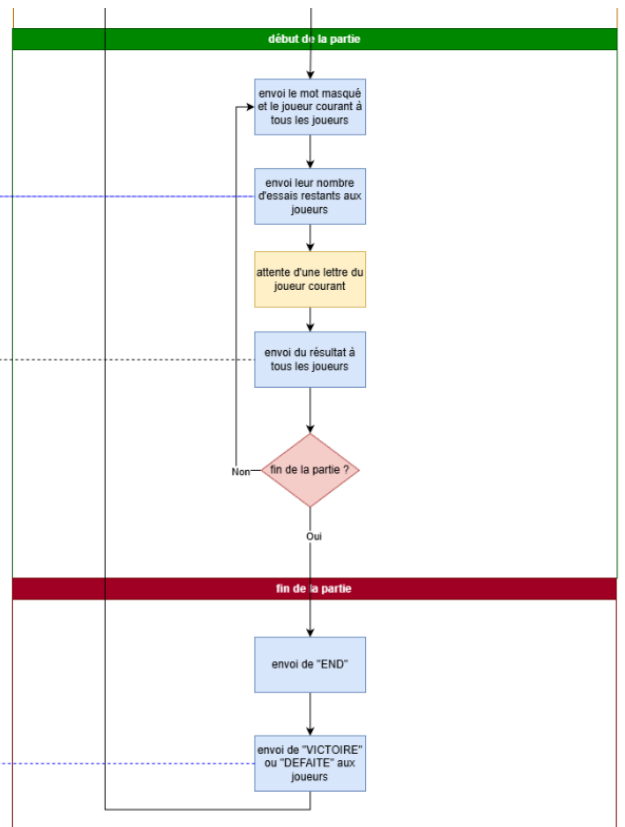 début de la partie
envoi le mot masqué
et le joueur courant à
tous les joueurs
envoi leur nombre
d'essais restants aux
joueurs
attente d'une lettre du
joueur courant
envoi du résultat à
tous les joueurs
fin de la partie ?
Non
Oui
fin de la partie
envoi de "END"
envoi de "VICTOIRE"
ou "DEFAITE" aux
joueurs